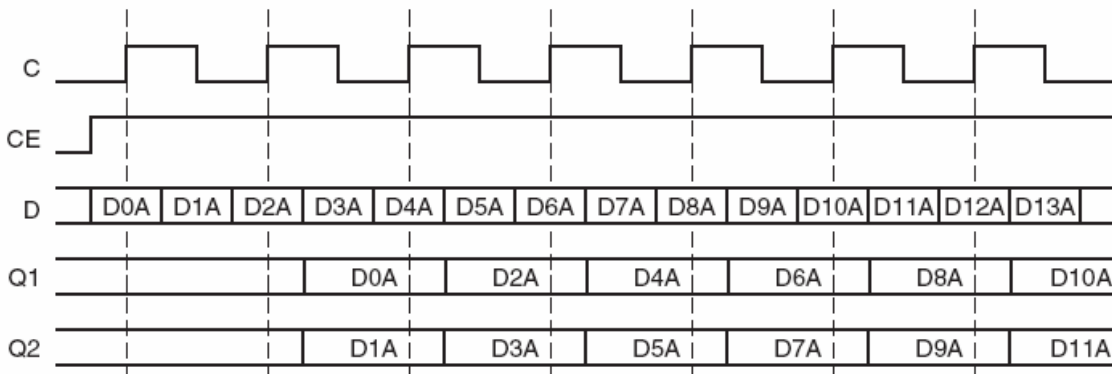 C
CE
D D0A D1A D2A D3A D4A D5A D6A D7A D8A D9A D10A D11A D12A D13A
Q1 D0A D2A D4A D6A D8A D10A
Q2 D1A D3A D5A D7A D9A D11A